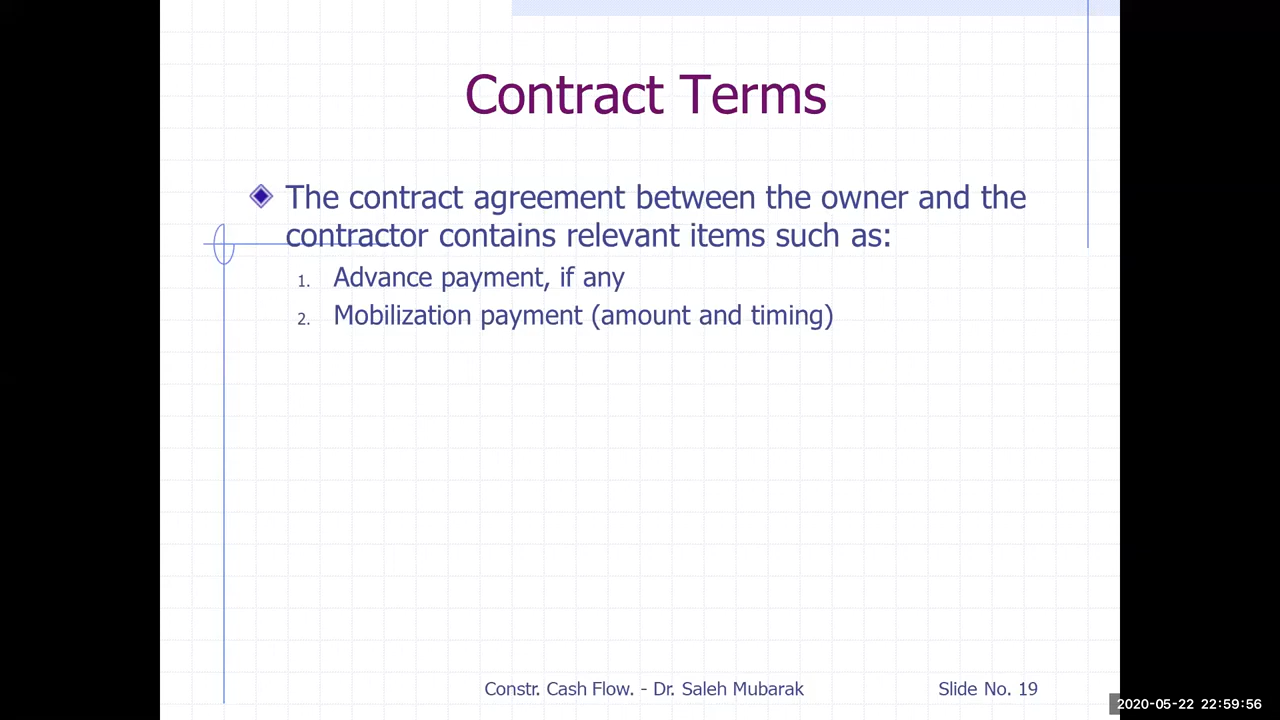 Contract Terms
The contract agreement between the owner and the
contractor contains relevant items such as:
1. Advance payment, if any
2. Mobilization payment (amount and timing)
Constr. Cash Flow. - Dr. Saleh Mubarak
Slide No. 19
2020-05-22 22:59:56